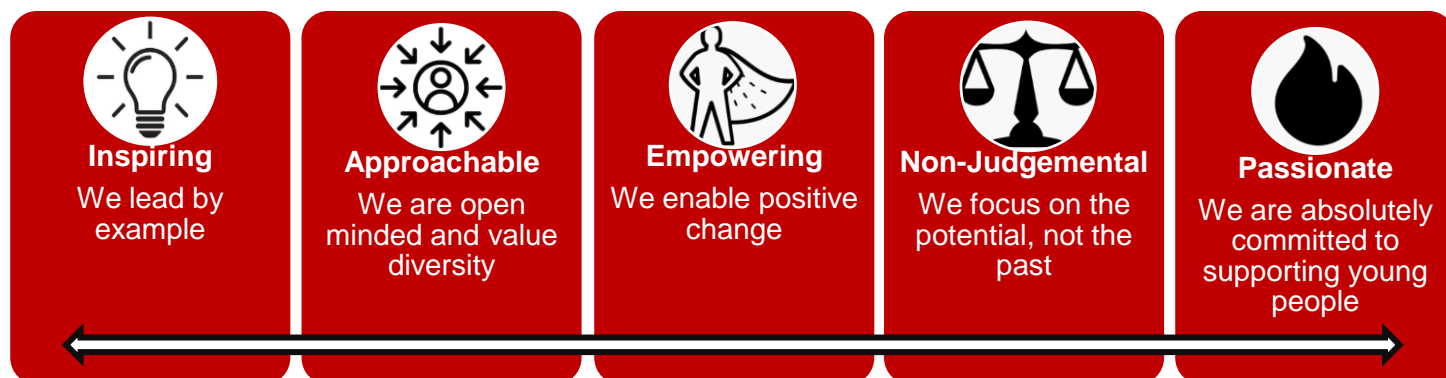 Inspiring
We lead by
example
Approachable
We are open
minded and value
diversity
Empowering
We enable positive
change
Non-Judgemental
We focus on the
potential, not the
past
Passionate
We are absolutely
committed to
supporting young
people